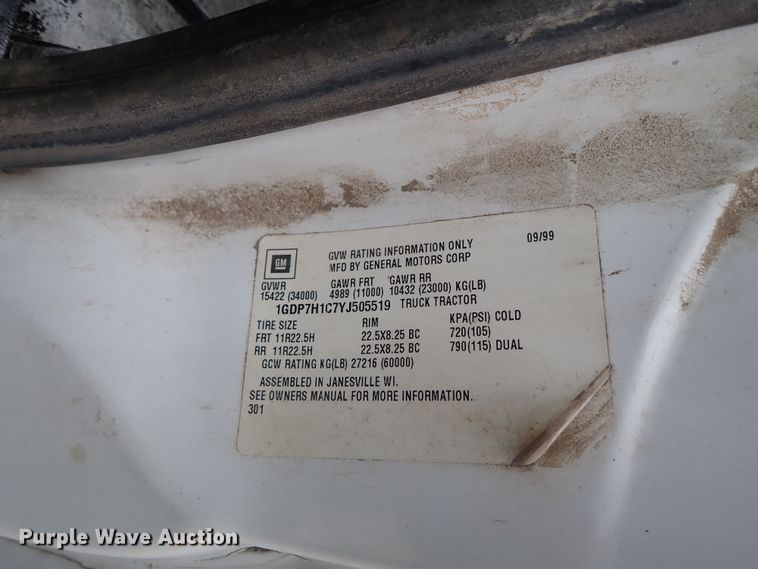 GM
GVW RATING INFORMATION ONLY 09/99
MFD BY GENERAL MOTORS CORP
GVWR GAWR FRT GAWR RR
15422 (34000) 4989 (11000) 10432 (23000) KG(LB)
1GDP7H1C7YJ505519 TRUCK TRACTOR
TIRE SIZE RIM KPA(PSI) COLD
FRT 11R22.5H 22.5X8.25 BC 720(105)
RR 11R22.5H 22.5X8.25 BC 790(115) DUAL
GCW RATING KG(LB) 27216 (60000)
ASSEMBLED IN JANESVILLE WI.
SEE OWNERS MANUAL FOR MORE INFORMATION.
301
Purple Wave Auction